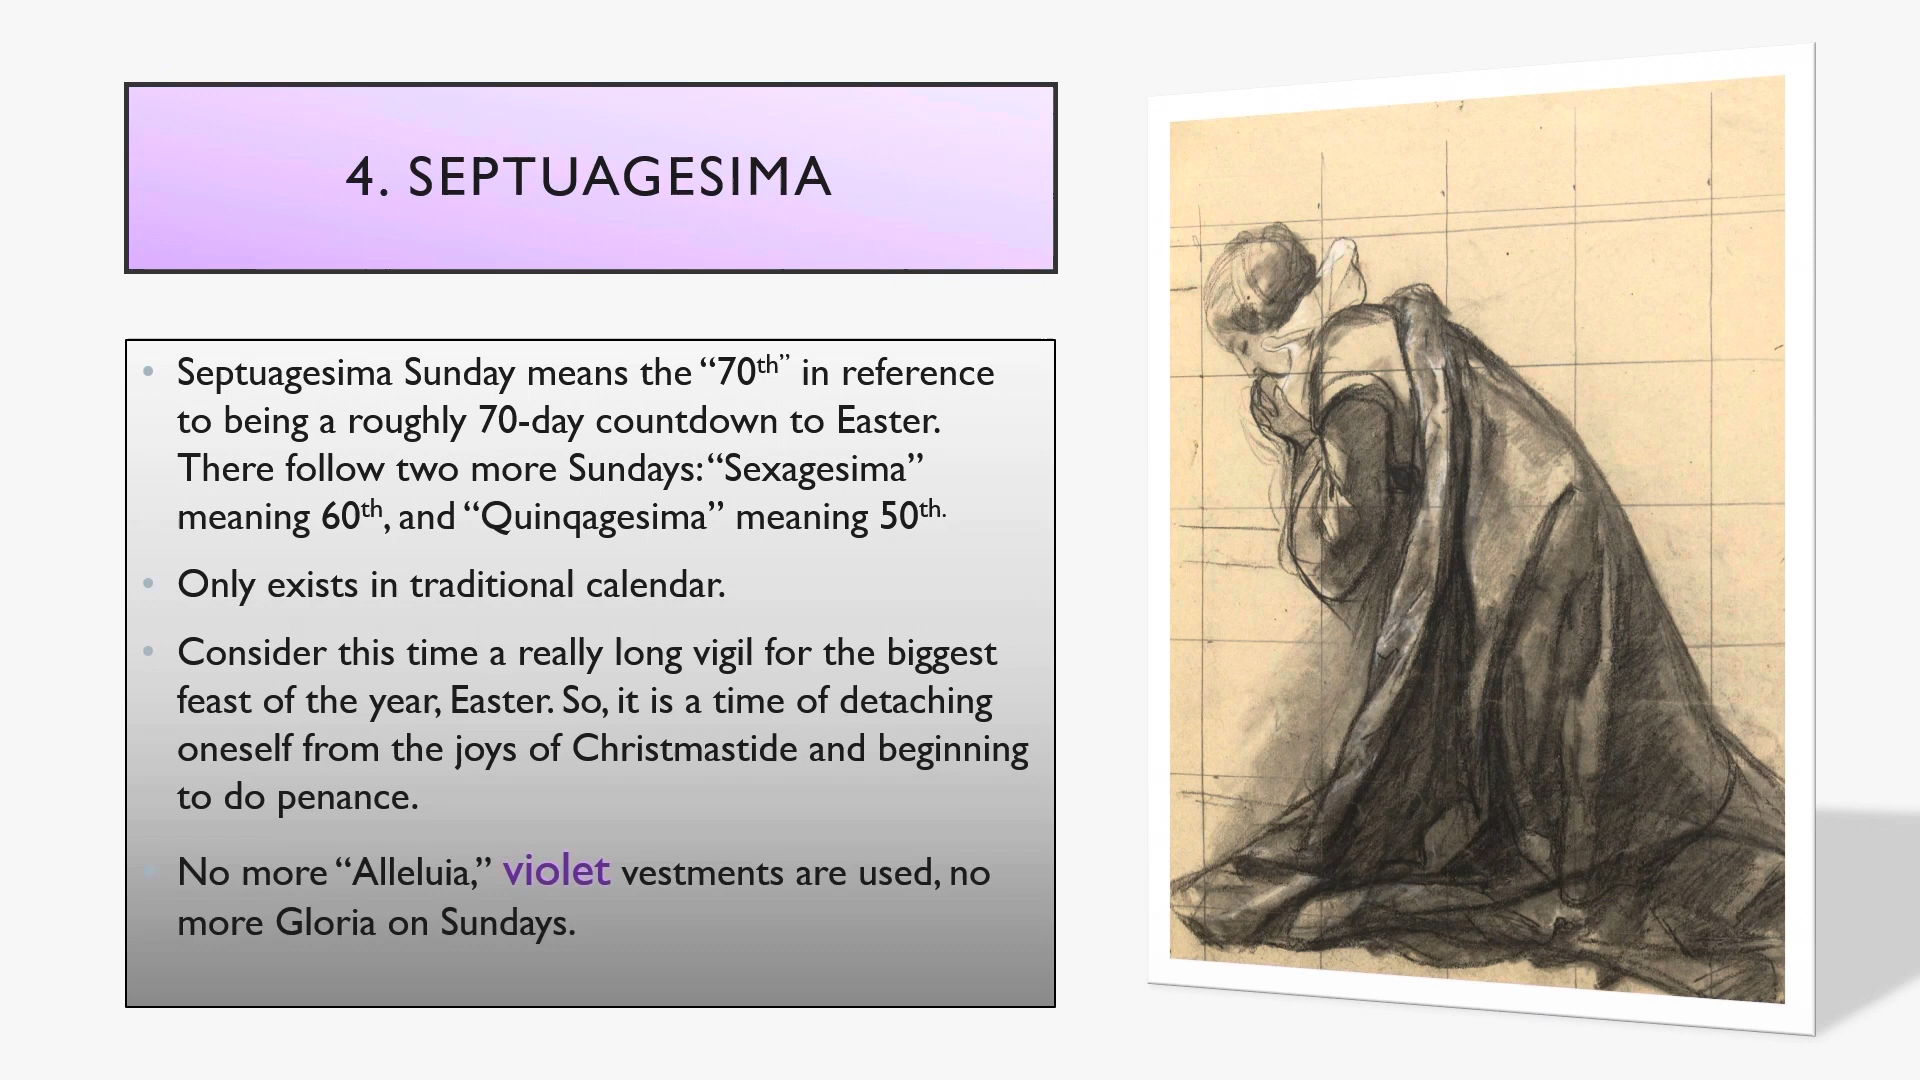 4. SEPTUAGESIMA
• Septuagesima Sunday means the “70th” in reference
to being a roughly 70-day countdown to Easter.
There follow two more Sundays: “Sexagesima”
meaning 60th, and “Quinqagesima” meaning 50th.
• Only exists in traditional calendar.
• Consider this time a really long vigil for the biggest
feast of the year, Easter. So, it is a time of detaching
oneself from the joys of Christmastide and beginning
to do penance.
• No more “Alleluia,” violet vestments are used, no
more Gloria on Sundays.